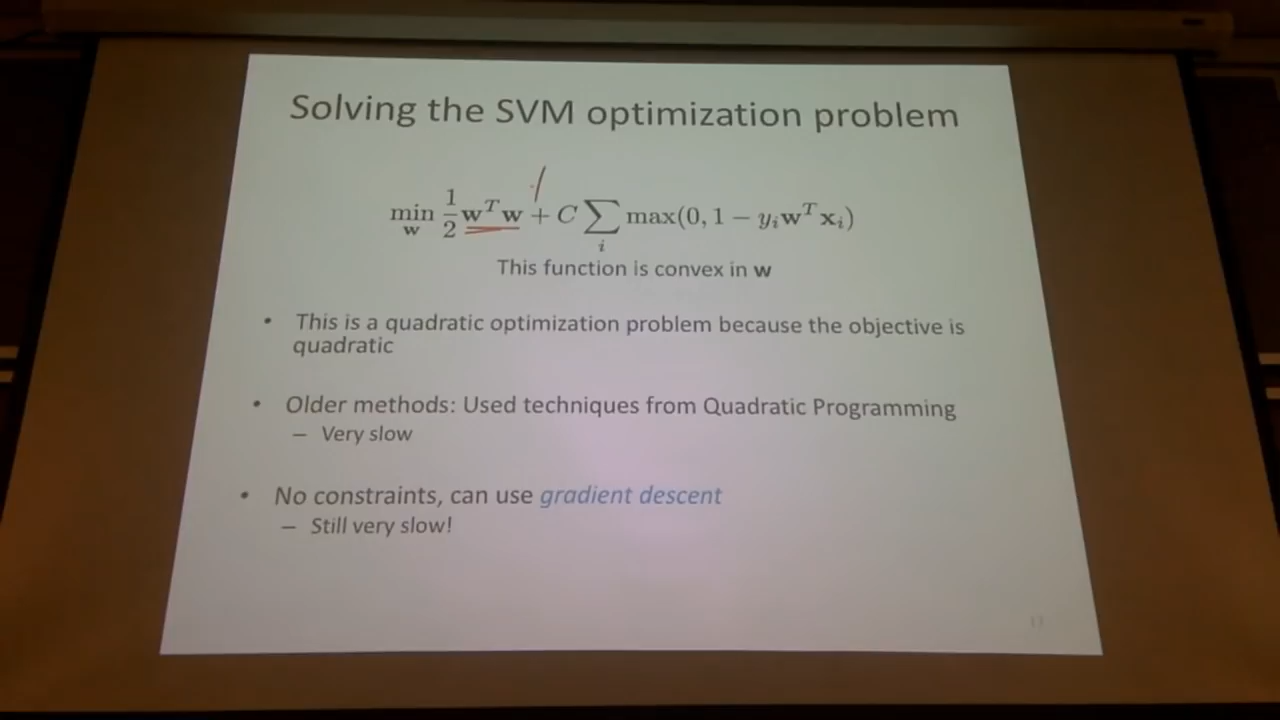 Solving the SVM optimization problem
min_w 1/2 w^T w + C ∑_i max(0, 1 − y_i w^T x_i)
This function is convex in w
• This is a quadratic optimization problem because the objective is
quadratic
• Older methods: Used techniques from Quadratic Programming
– Very slow
• No constraints, can use gradient descent
– Still very slow!